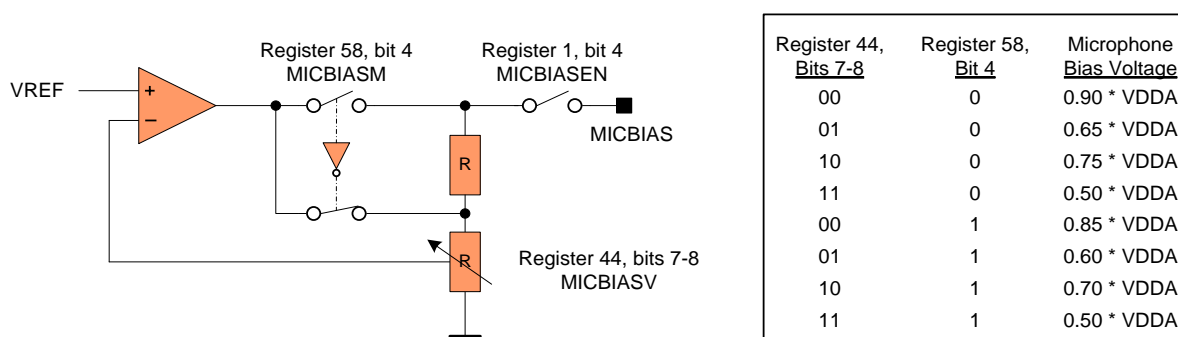 Register 58, bit 4
MICBIASM
Register 1, bit 4
MICBIASEN
VREF
+
−
MICBIAS
R
R
Register 44, bits 7-8
MICBIASV
Register 44, Register 58, Microphone
Bits 7-8 Bit 4 Bias Voltage
00 0 0.90 * VDDA
01 0 0.65 * VDDA
10 0 0.75 * VDDA
11 0 0.50 * VDDA
00 1 0.85 * VDDA
01 1 0.60 * VDDA
10 1 0.70 * VDDA
11 1 0.50 * VDDA